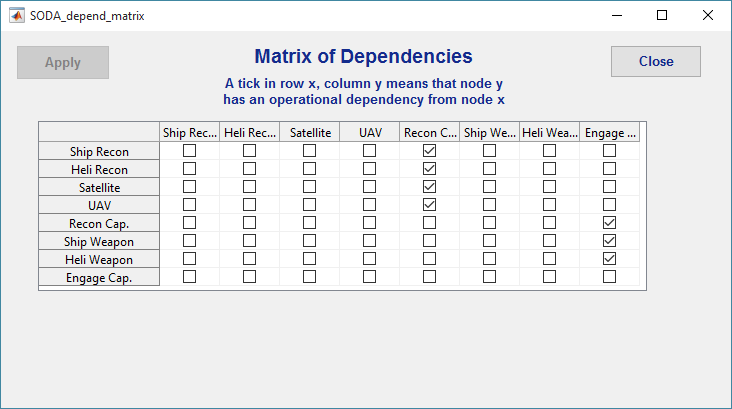 SODA_depend_matrix
Apply
Matrix of Dependencies
Close
A tick in row x, column y means that node y
has an operational dependency from node x
Ship Rec... Heli Rec... Satellite UAV Recon C... Ship We... Heli Wea... Engage ...
Ship Recon
Heli Recon
Satellite
UAV
Recon Cap.
Ship Weapon
Heli Weapon
Engage Cap.